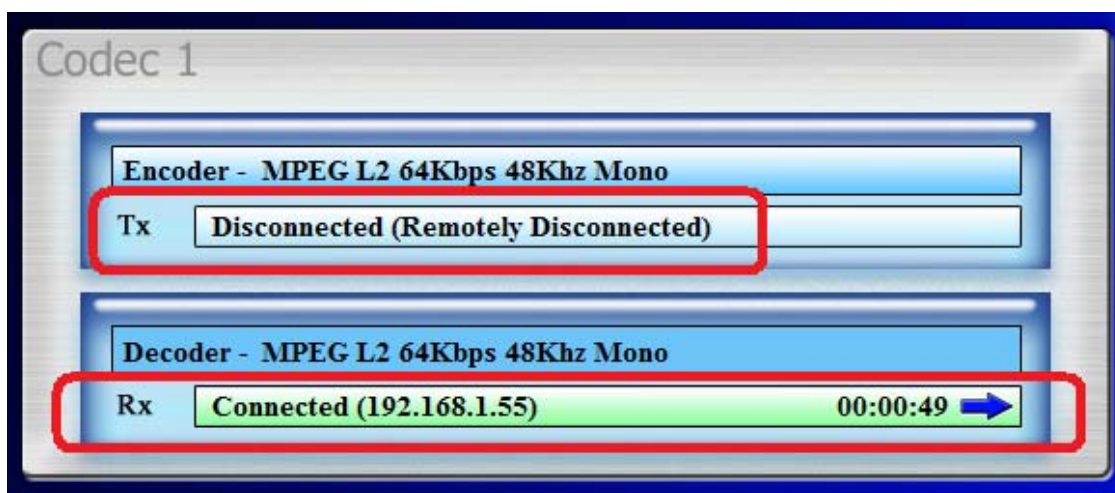 Codec 1
Encoder - MPEG L2 64Kbps 48Khz Mono
Tx Disconnected (Remotely Disconnected)
Decoder - MPEG L2 64Kbps 48Khz Mono
Rx Connected (192.168.1.55) 00:00:49